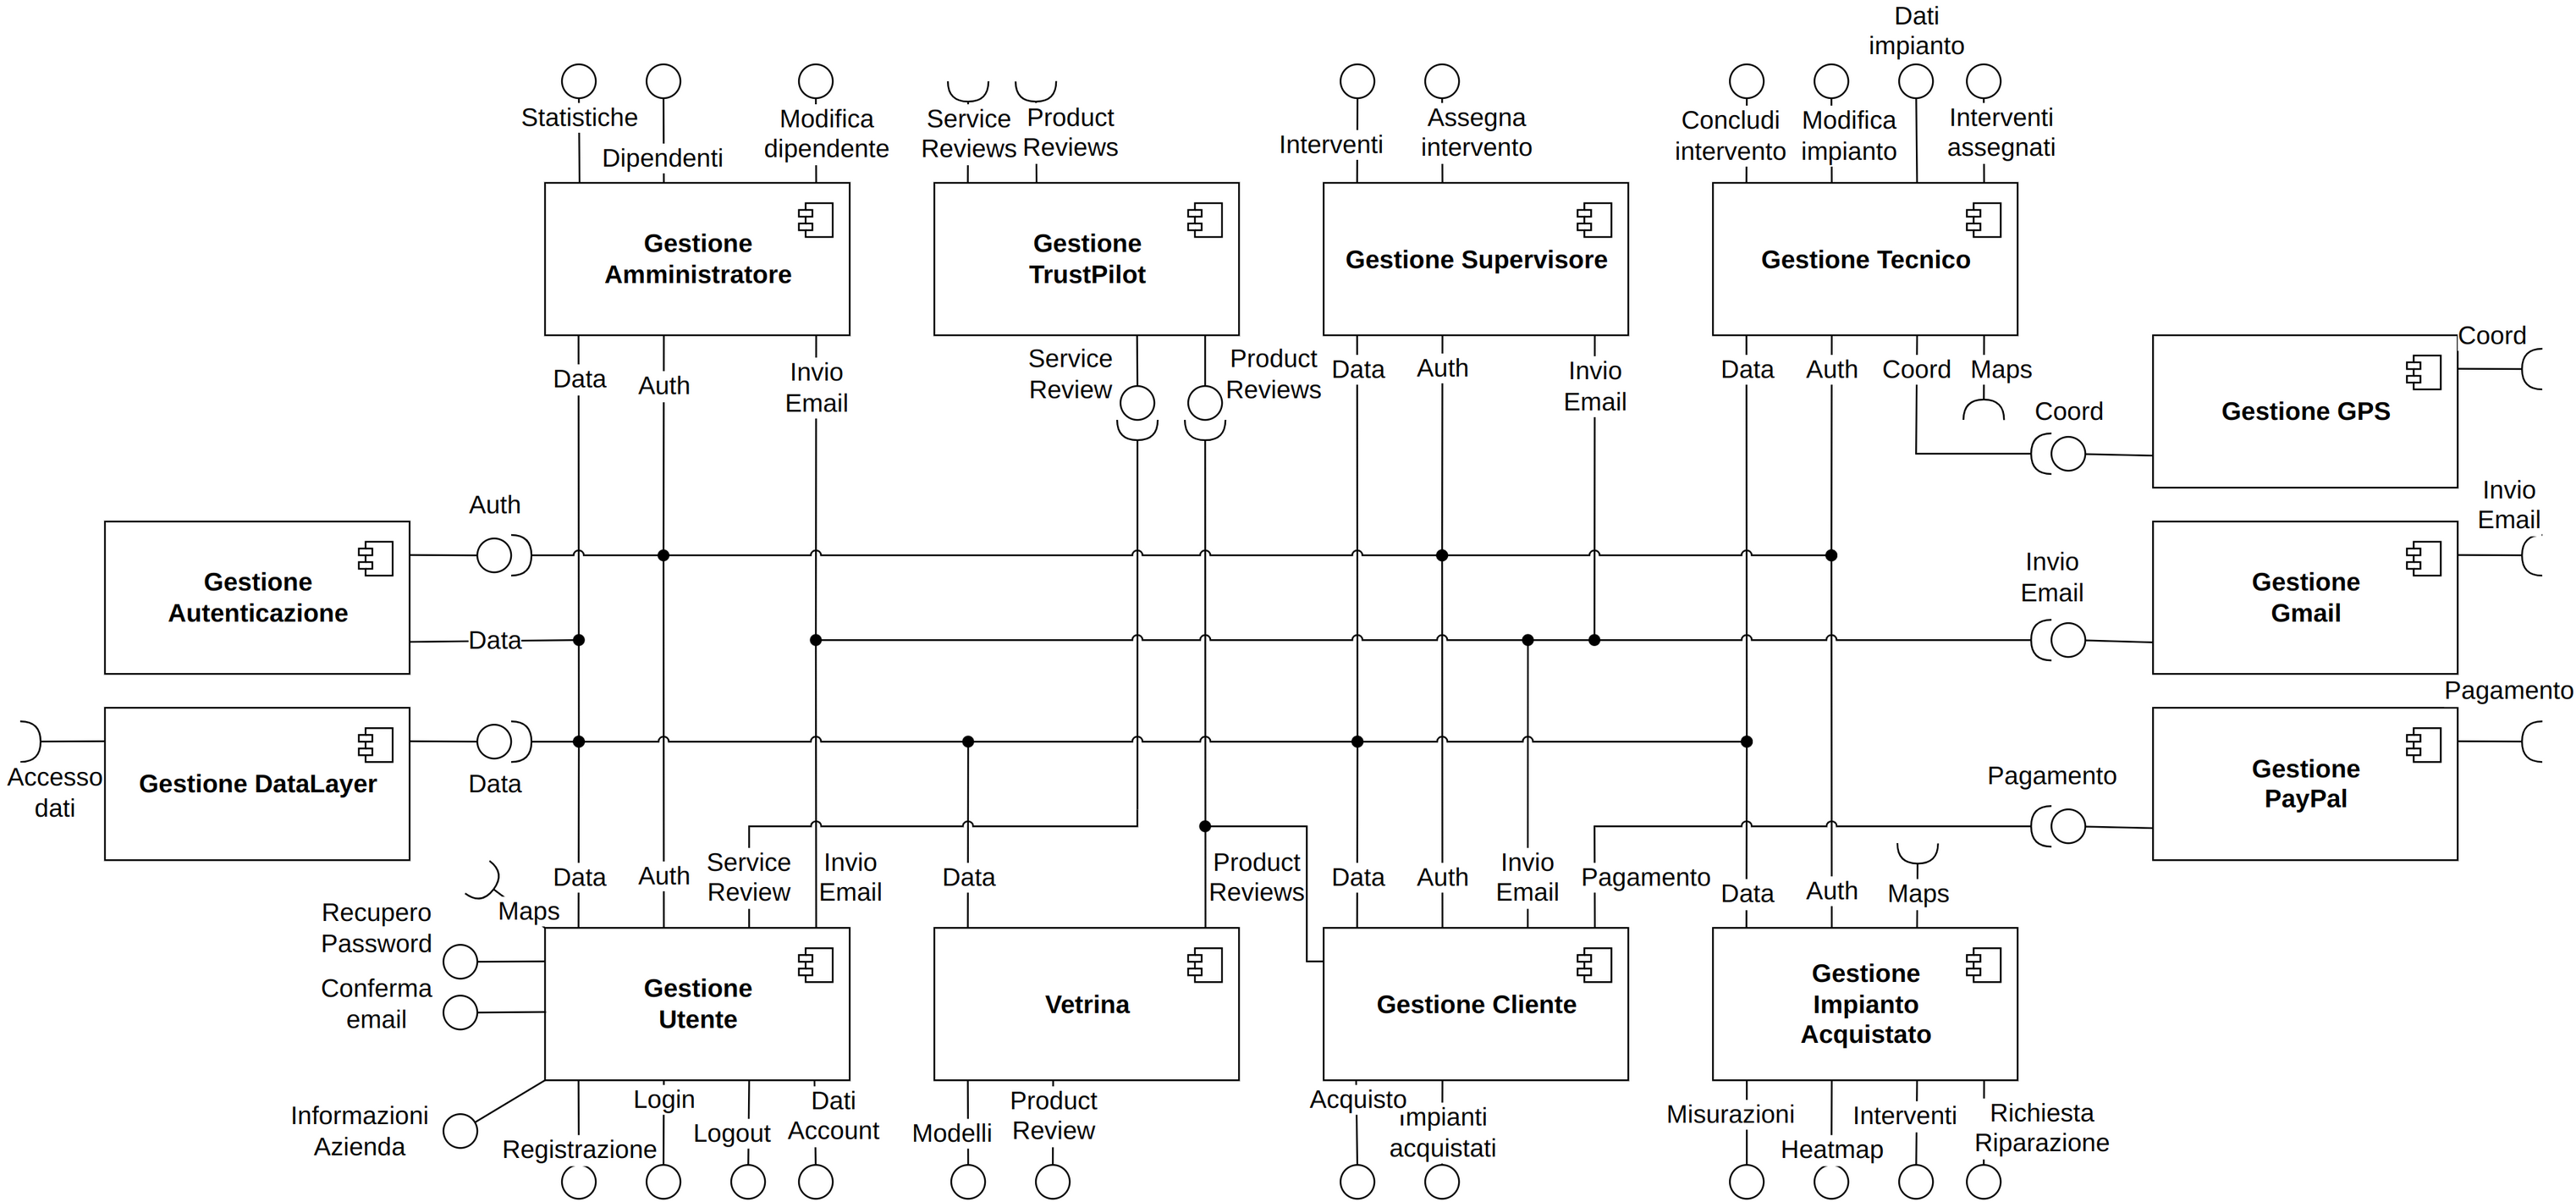 Dati
impianto
Statistiche
Dipendenti
Modifica
dipendente
Service
Reviews
Product
Reviews
Interventi
Assegna
intervento
Concludi
intervento
Modifica
impianto
Interventi
assegnati
Gestione
Amministratore
Gestione
TrustPilot
Gestione Supervisore
Gestione Tecnico
Data
Auth
Invio
Email
Service
Review
Product
Reviews
Data
Auth
Invio
Email
Data
Auth
Coord
Maps
Coord
Gestione GPS
Coord
Auth
Gestione
Autenticazione
Data
Invio
Email
Gestione
Gmail
Invio
Email
Accesso
dati
Gestione DataLayer
Data
Pagamento
Gestione
PayPal
Pagamento
Maps
Data
Auth
Service
Review
Invio
Email
Data
Product
Reviews
Data
Auth
Invio
Email
Pagamento
Data
Auth
Maps
Recupero
Password
Conferma
email
Informazioni
Azienda
Gestione
Utente
Vetrina
Gestione Cliente
Gestione
Impianto
Acquistato
Registrazione
Login
Logout
Dati
Account
Modelli
Product
Review
Acquisto
Impianti
acquistati
Misurazioni
Heatmap
Interventi
Richiesta
Riparazione